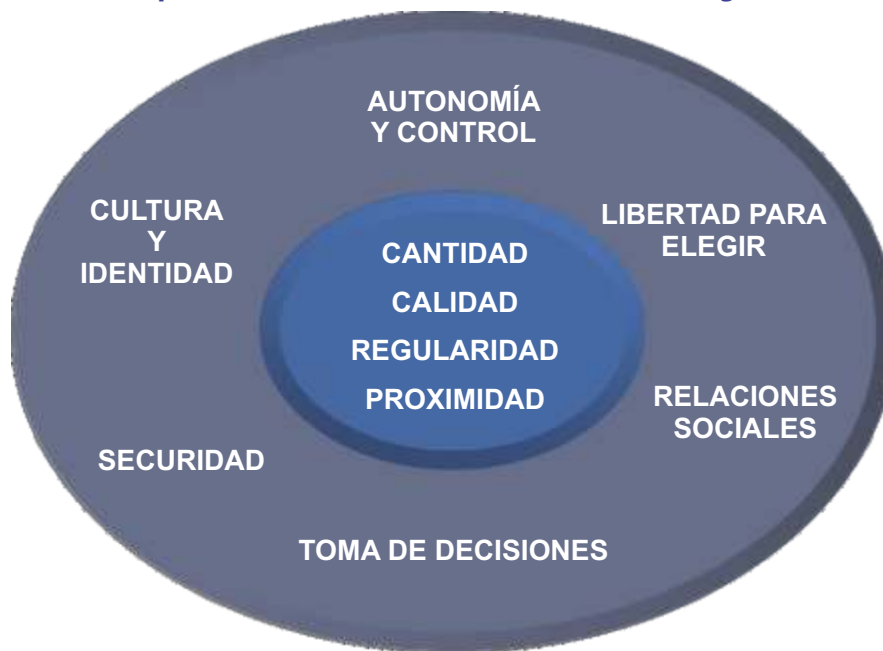 AUTONOMÍA
Y CONTROL
CULTURA
Y
IDENTIDAD
LIBERTAD PARA
ELEGIR
CANTIDAD
CALIDAD
REGULARIDAD
PROXIMIDAD
RELACIONES
SOCIALES
SECURIDAD
TOMA DE DECISIONES